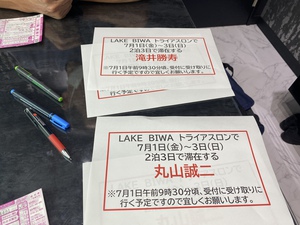 LAKE BIWA トライアスロンで
7月1日(金)～3日(日)
2泊3日で滞在する
滝井勝寿
※7月1日午前9時30分頃、受付に受け取りに
行く予定ですので宜しくお願いします。
行く予定で
LAKE BIWA トライアスロンで
7月1日(金)～3日(日)
2泊3日で滞在する
丸山誠二
※7月1日午前9時30分頃、受付に受け取りに
行く予定ですので宜しくお願いします。